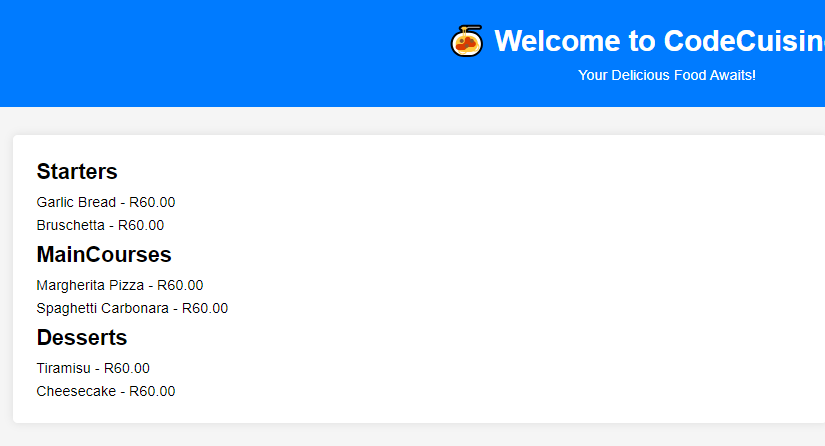 Welcome to CodeCuisin
Your Delicious Food Awaits!
Starters
Garlic Bread - R60.00
Bruschetta - R60.00
MainCourses
Margherita Pizza - R60.00
Spaghetti Carbonara - R60.00
Desserts
Tiramisu - R60.00
Cheesecake - R60.00